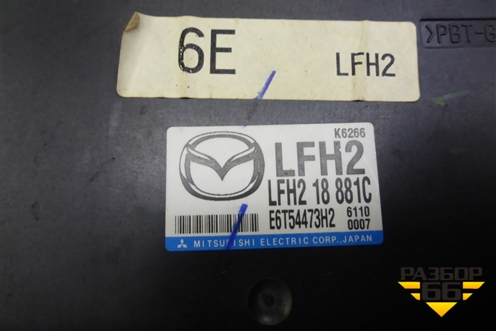 6E
LFH2
>PBT-G
K6266
LFH2
LFH2 18 881C
E6T54473H2
6110
0007
MITSUBISHI ELECTRIC CORP., JAPAN
РАЗБОР
66